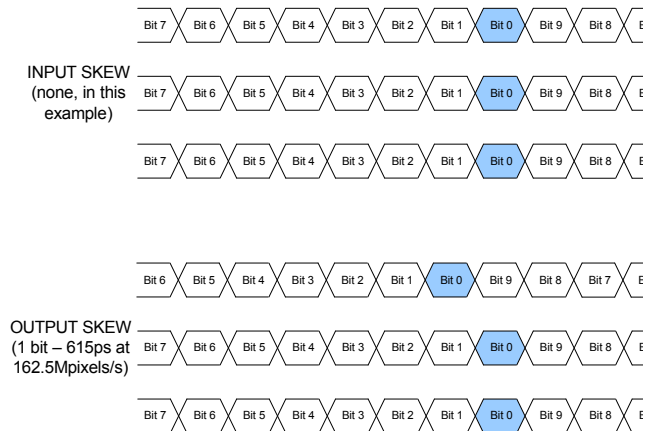 Bit 7 Bit 6 Bit 5 Bit 4 Bit 3 Bit 2 Bit 1 Bit 0 Bit 9 Bit 8
INPUT SKEW
(none, in this
example)
Bit 7 Bit 6 Bit 5 Bit 4 Bit 3 Bit 2 Bit 1 Bit 0 Bit 9 Bit 8
Bit 7 Bit 6 Bit 5 Bit 4 Bit 3 Bit 2 Bit 1 Bit 0 Bit 9 Bit 8
Bit 6 Bit 5 Bit 4 Bit 3 Bit 2 Bit 1 Bit 0 Bit 9 Bit 8 Bit 7
OUTPUT SKEW
(1 bit – 615ps at
162.5Mpixels/s)
Bit 7 Bit 6 Bit 5 Bit 4 Bit 3 Bit 2 Bit 1 Bit 0 Bit 9 Bit 8
Bit 7 Bit 6 Bit 5 Bit 4 Bit 3 Bit 2 Bit 1 Bit 0 Bit 9 Bit 8